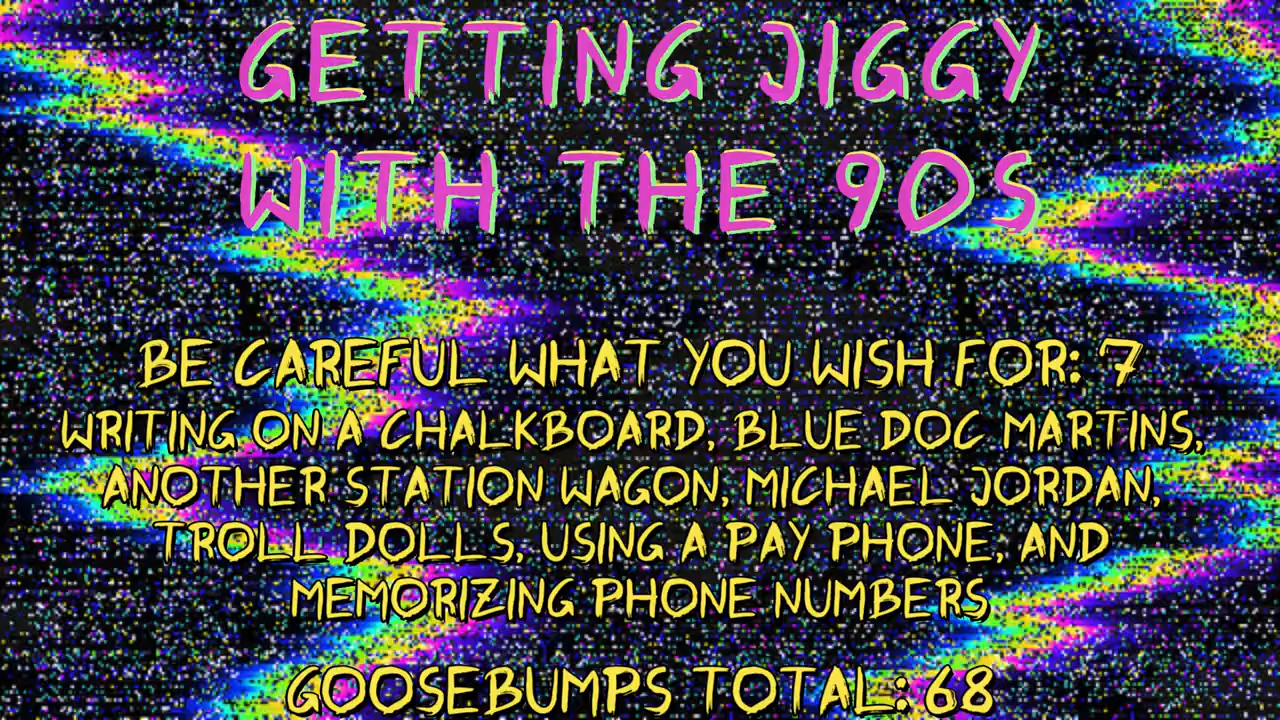 GETTING JIGGY
WITH THE 90S
BE CAREFUL WHAT YOU WISH FOR: 7
WRITING ON A CHALKBOARD, BLUE DOC MARTINS,
ANOTHER STATION WAGON, MICHAEL JORDAN,
TROLL DOLLS, USING A PAY PHONE, AND
MEMORIZING PHONE NUMBERS
GOOSEBUMPS TOTAL: 68